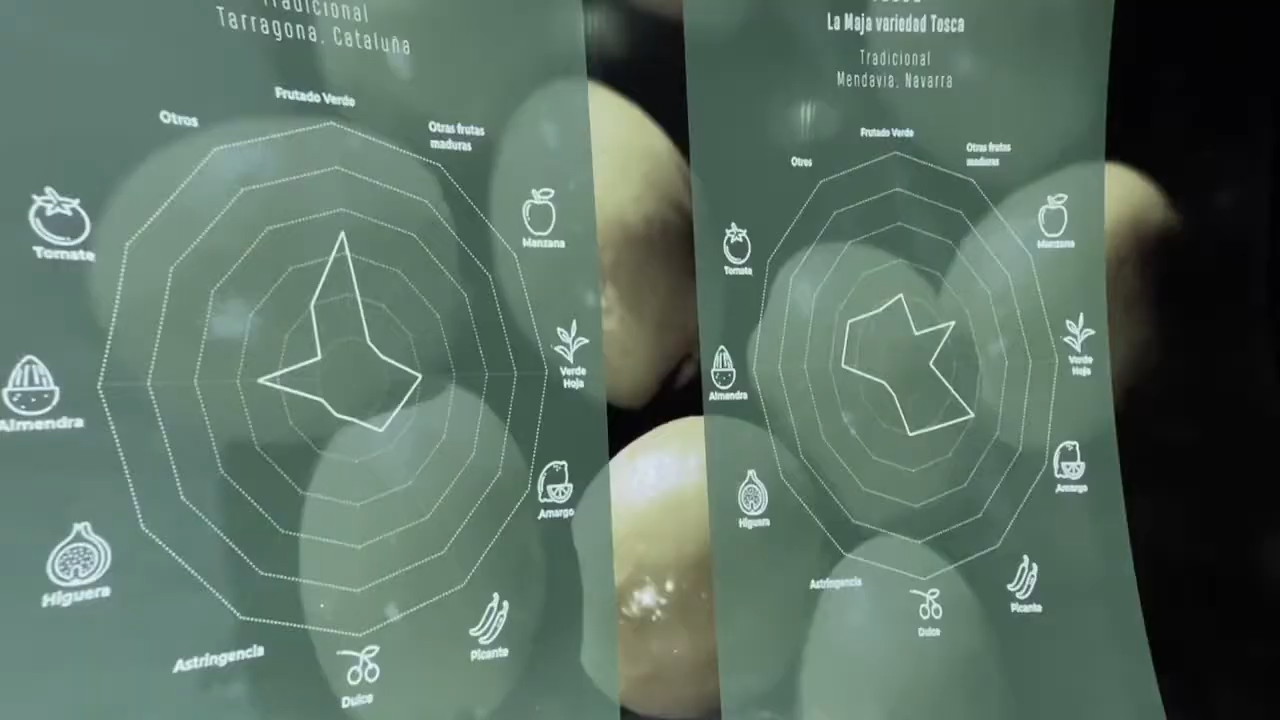 Tradicional
Tarragona, Cataluña
Frutado Verde
Otros
Otras frutas
maduras
Tomate
Manzana
Almendra
Verde
Hoja
Higuera
Amargo
Astringencia
Picante
Dulce
La Maja variedad Tosca
Tradicional
Mendavia, Navarra
Frutado Verde
Otros
Otras frutas
maduras
Tomate
Manzana
Almendra
Verde
Hoja
Higuera
Amargo
Astringencia
Picante
Dulce